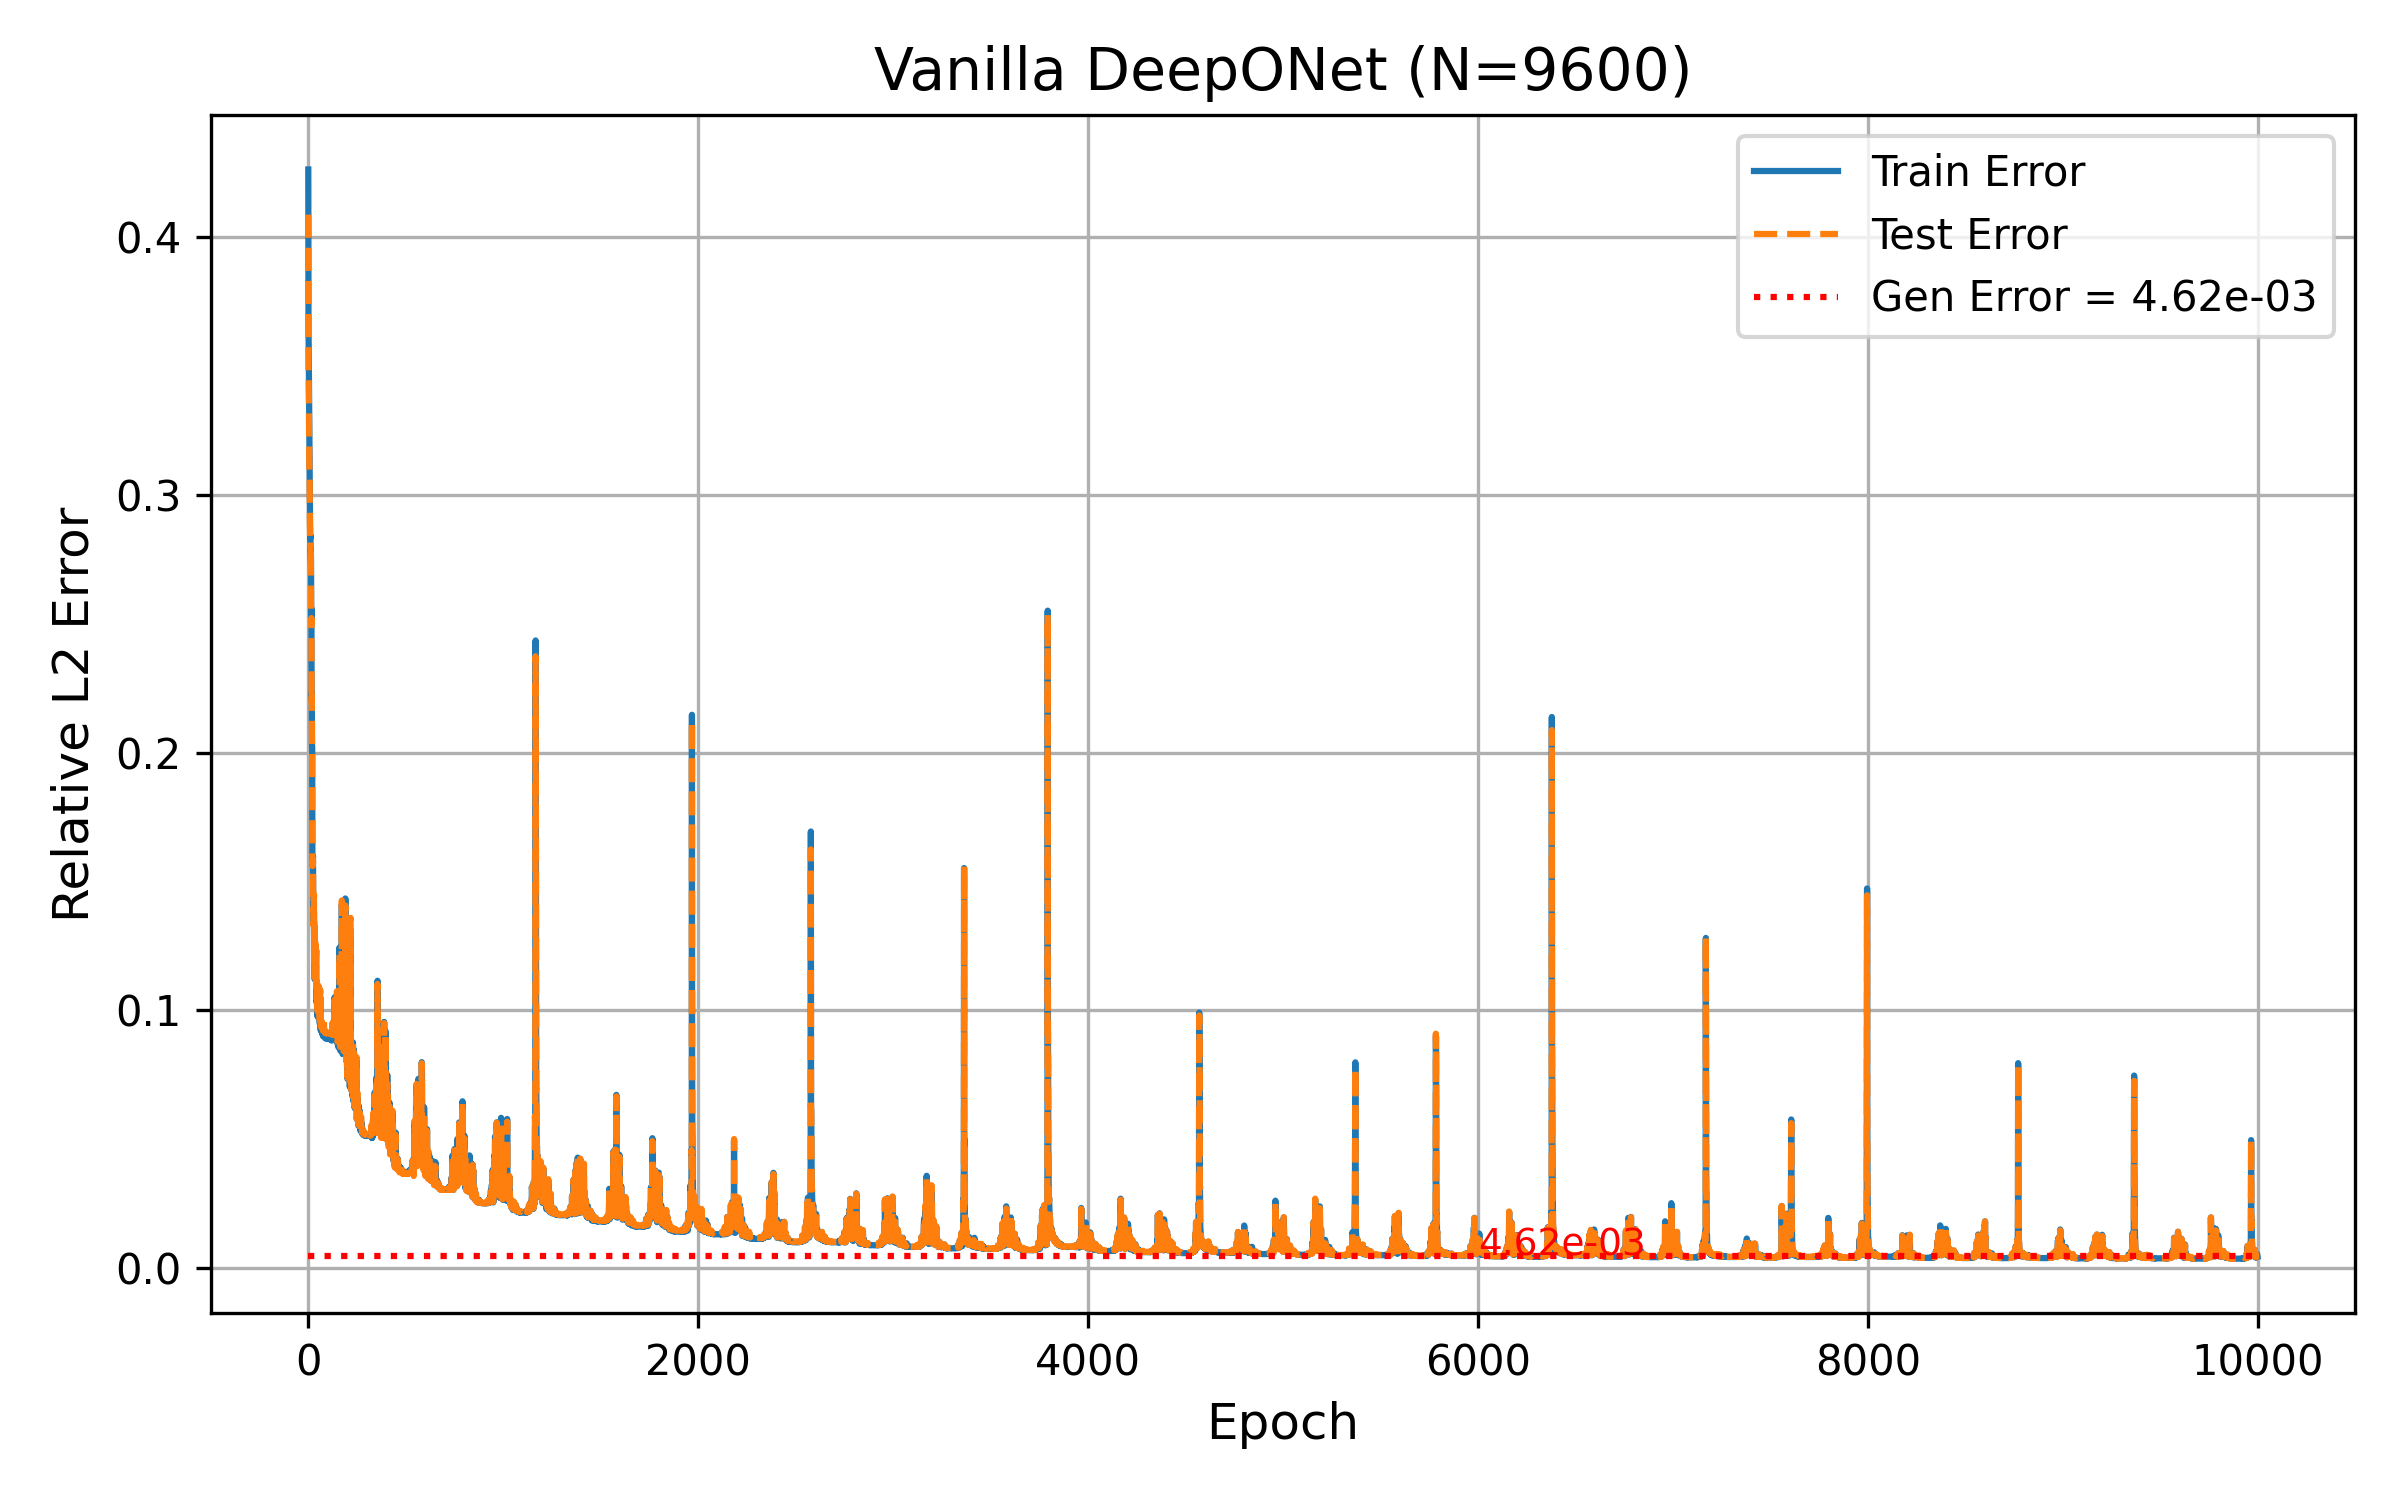 Vanilla DeepONet (N=9600)
Train Error
Test Error
Gen Error = 4.62e-03
Relative L2 Error
0.4
0.3
0.2
0.1
0.0
4.62e-03
0 2000 4000 6000 8000 10000
Epoch